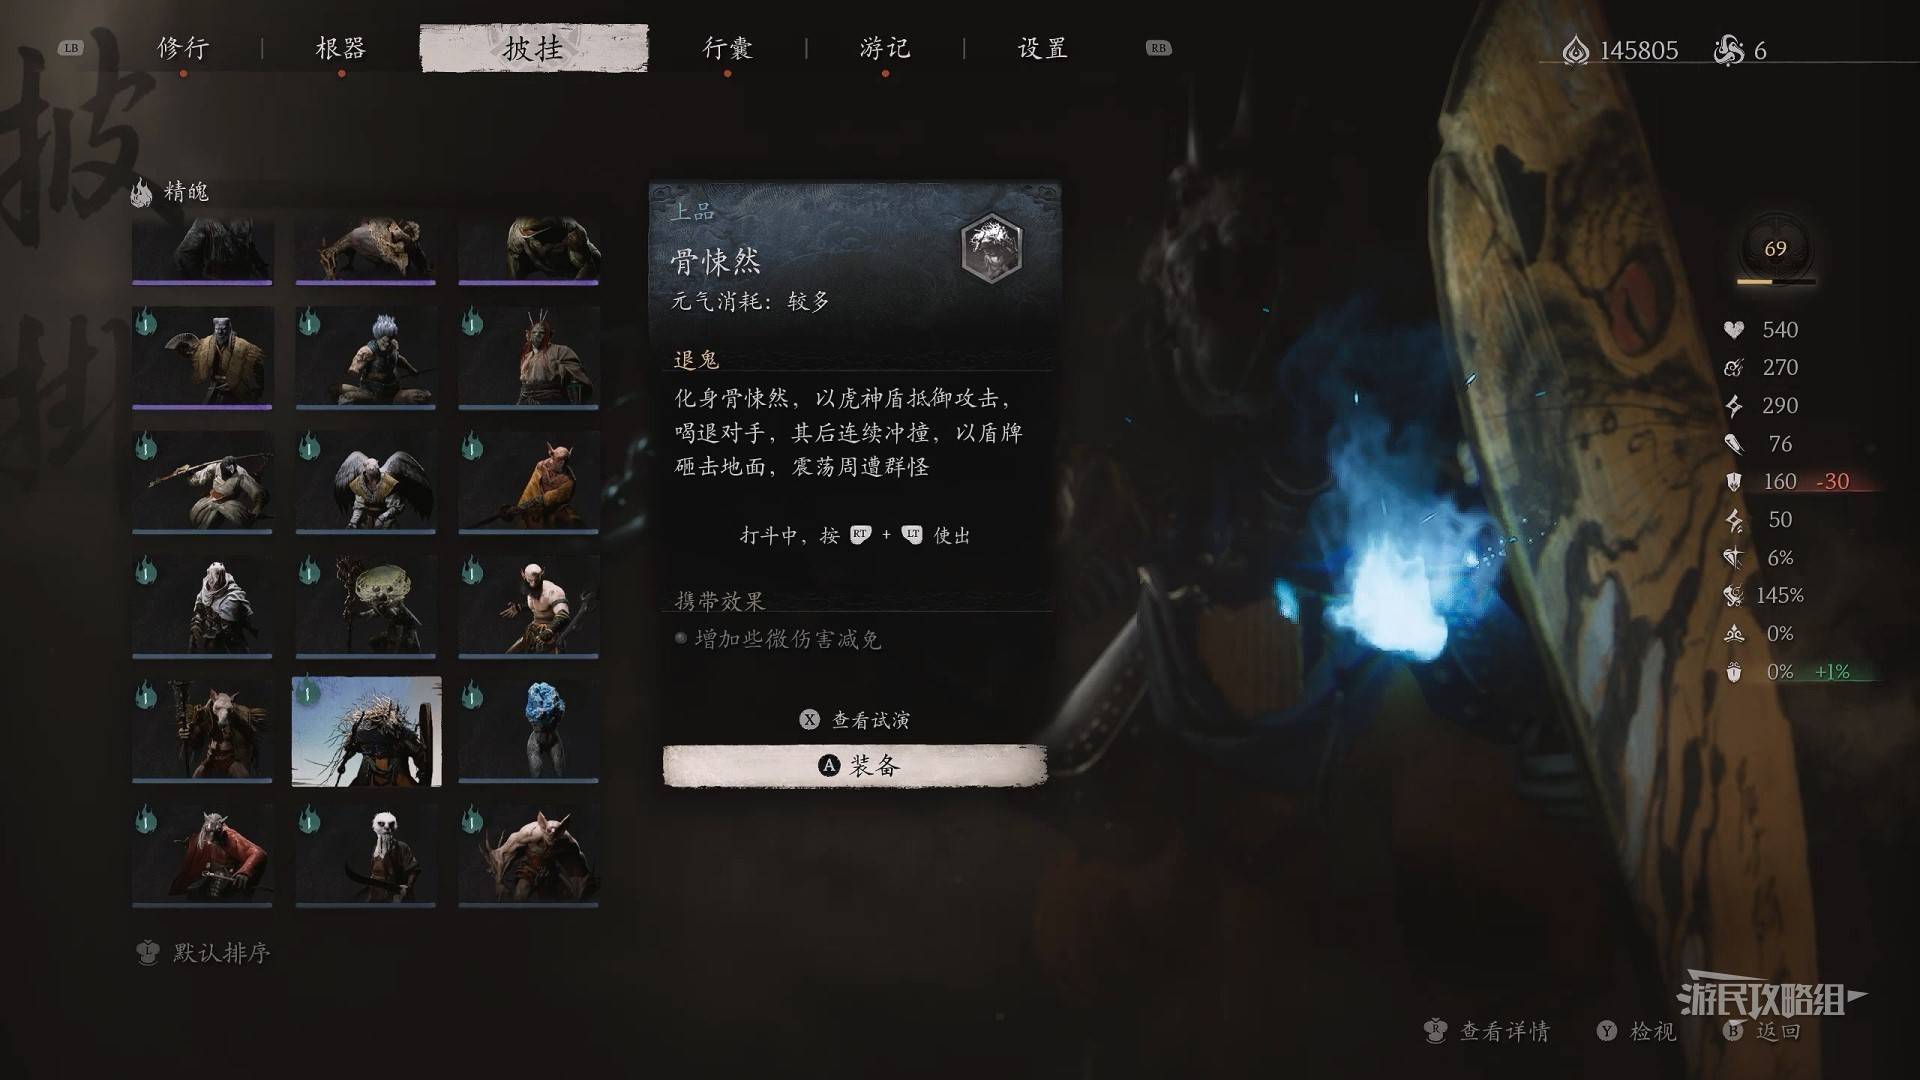 LB 修行 根器 披挂 行囊 游记 设置 RB 145805 6
披挂
精魄
上品
骨悚然
元气消耗：较多
退鬼
化身骨悚然，以虎神盾抵御攻击，
喝退对手，其后连续冲撞，以盾牌
砸击地面，震荡周遭群怪
打斗中，按 RT + LT 使出
携带效果
增加些微伤害减免
X 查看试演
A 装备
69
540
270
290
76
160 -30
50
6%
145%
0%
0% +1%
L 默认排序
游民攻略组
R 查看详情 Y 检视 B 返回